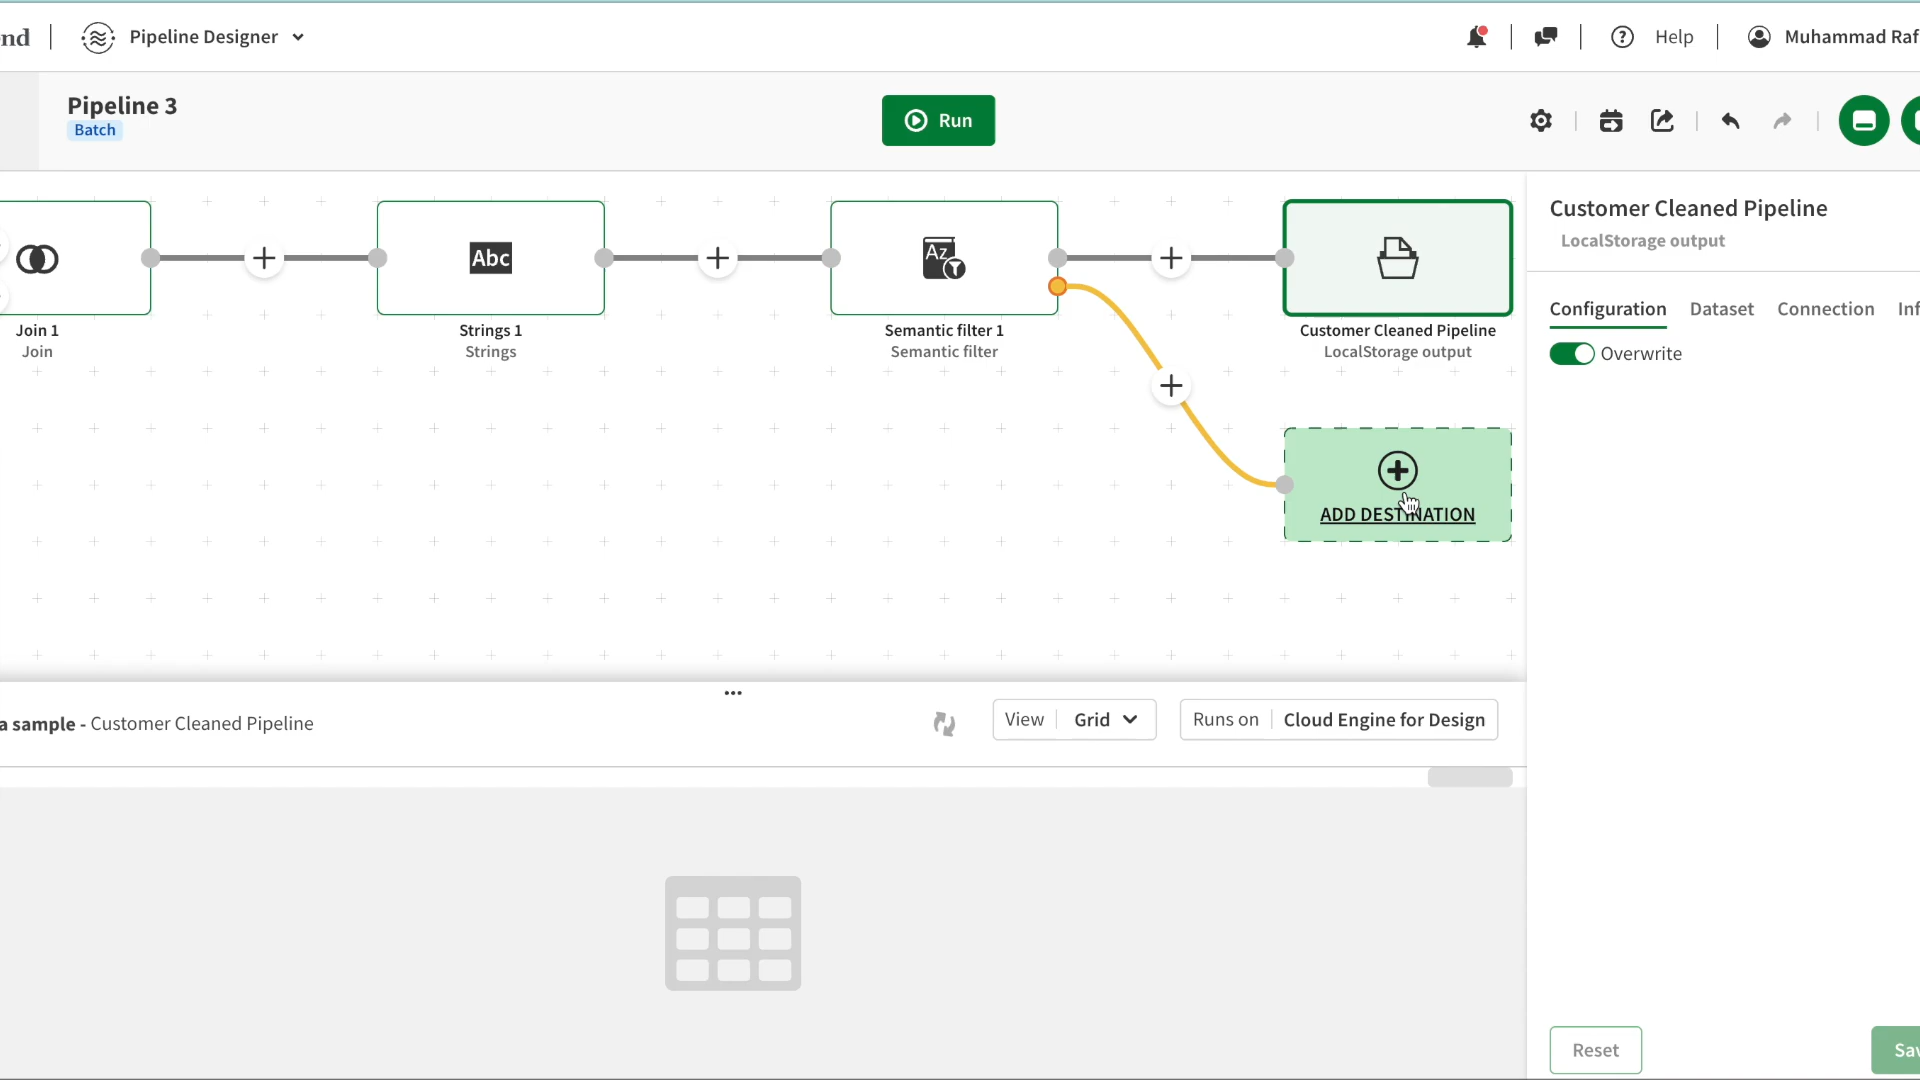 nd
Pipeline Designer
Help
Muhammad Raf
Pipeline 3
Batch
Run
Abc
Az
Join 1
Join
Strings 1
Strings
Semantic filter 1
Semantic filter
Customer Cleaned Pipeline
LocalStorage output
ADD DESTINATION
Customer Cleaned Pipeline
LocalStorage output
Configuration Dataset Connection Inf
Overwrite
a sample - Customer Cleaned Pipeline
View Grid
Runs on Cloud Engine for Design
Reset
Sav